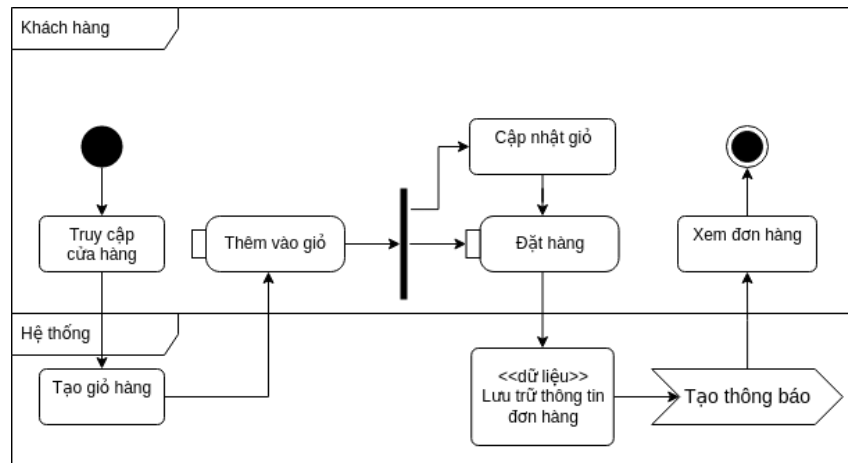 Khách hàng
Cập nhật giỏ
Truy cập
cửa hàng
Thêm vào giỏ
Đặt hàng
Xem đơn hàng
Hệ thống
Tạo giỏ hàng
<<dữ liệu>>
Lưu trữ thông tin
đơn hàng
Tạo thông báo